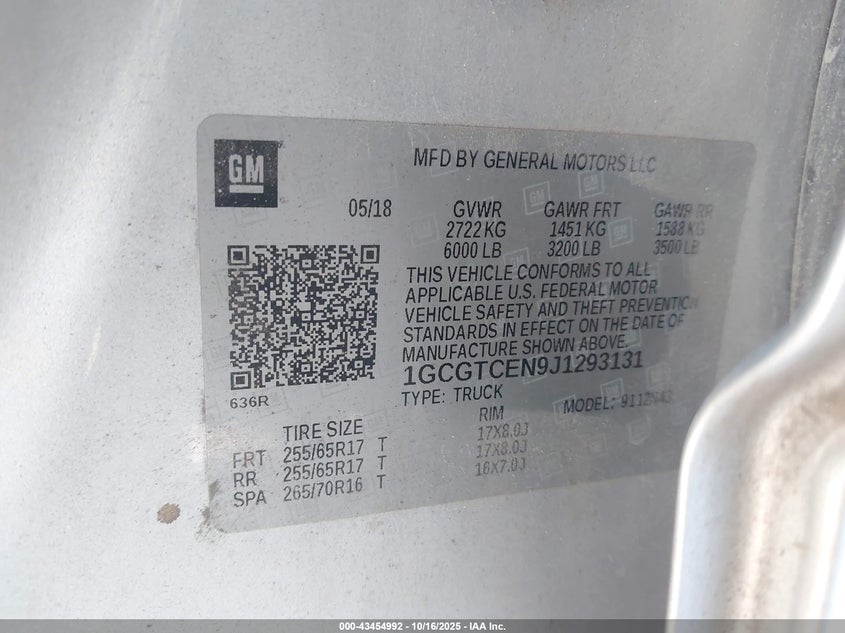 GM
MFD BY GENERAL MOTORS LLC
05/18
GVWR GAWR FRT GAWR RR
2722 KG 1451 KG 1588 KG
6000 LB 3200 LB 3500 LB
THIS VEHICLE CONFORMS TO ALL
APPLICABLE U.S. FEDERAL MOTOR
VEHICLE SAFETY AND THEFT PREVENTION
STANDARDS IN EFFECT ON THE DATE OF
MANUFACTURE SHOWN ABOVE.
1GCGTCEN9J1293131
TYPE: TRUCK MODEL:
636R
TIRE SIZE RIM
FRT 255/65R17 T 17X8.0J
RR 255/65R17 T 17X8.0J
SPA 265/70R16 T 16X7.0J
000-43454992 - 10/16/2025 - IAA Inc.